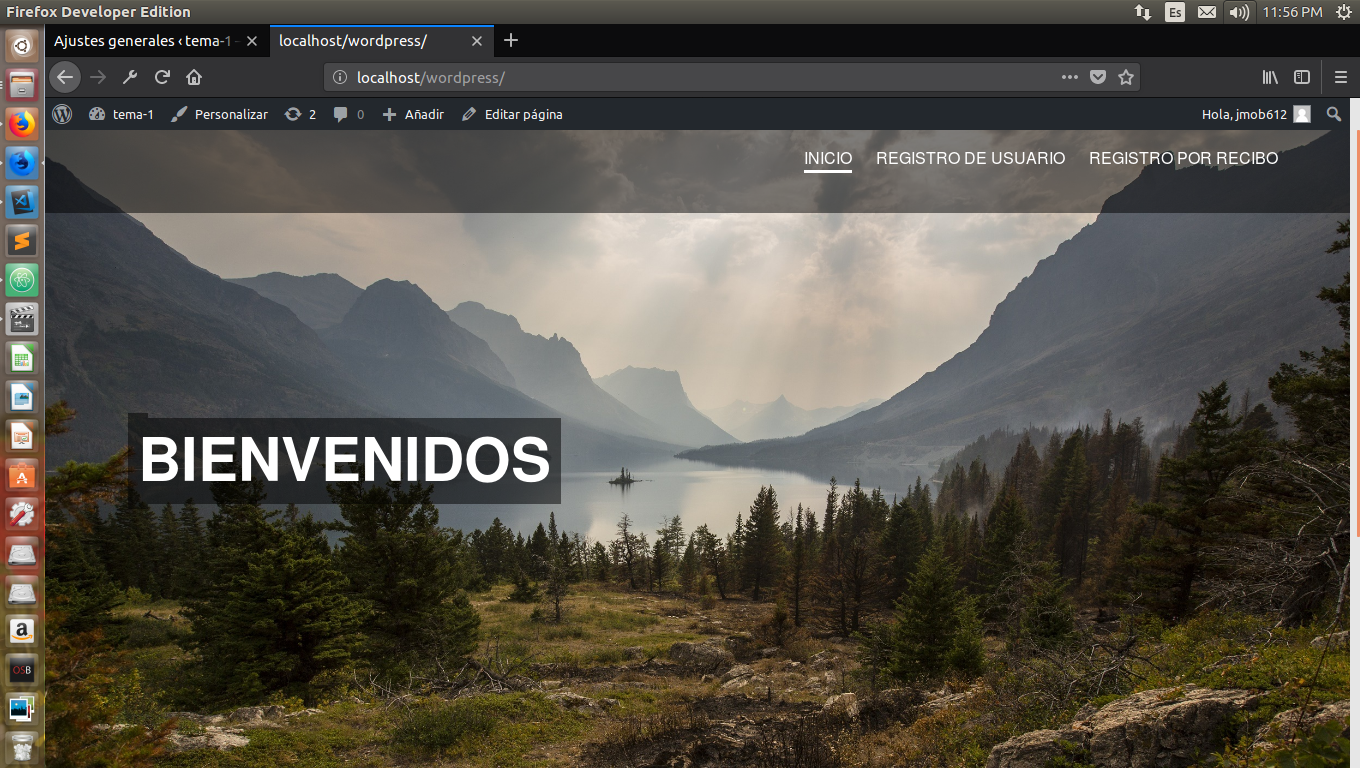 Firefox Developer Edition
Es
11:56 PM
Ajustes generales ‹ tema-1 -
localhost/wordpress/
localhost/wordpress/
tema-1
Personalizar
2
0
Añadir
Editar página
Hola, jmob612
INICIO
REGISTRO DE USUARIO
REGISTRO POR RECIBO
BIENVENIDOS
OSB